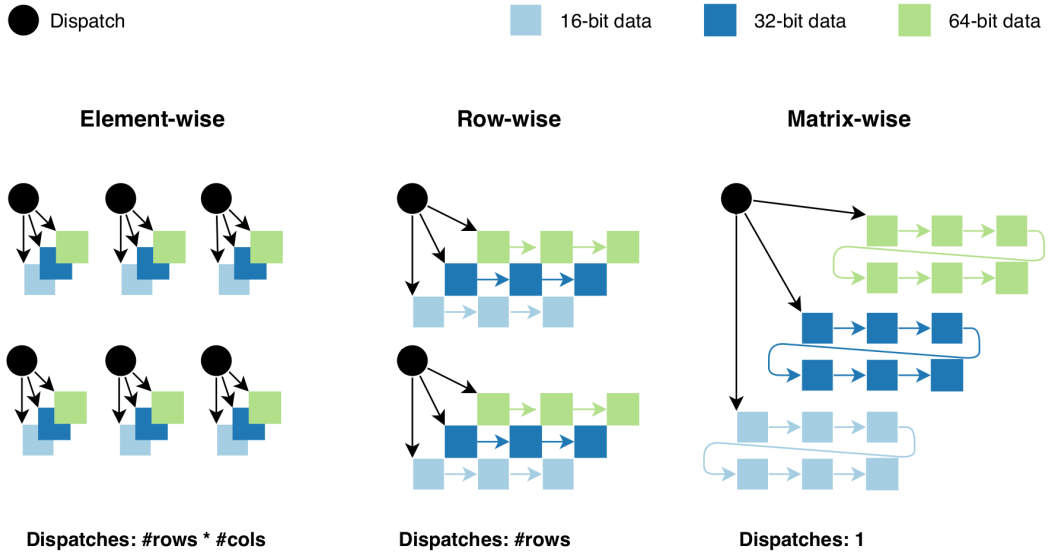 Dispatch
16-bit data
32-bit data
64-bit data
Element-wise
Row-wise
Matrix-wise
Dispatches: #rows * #cols
Dispatches: #rows
Dispatches: 1